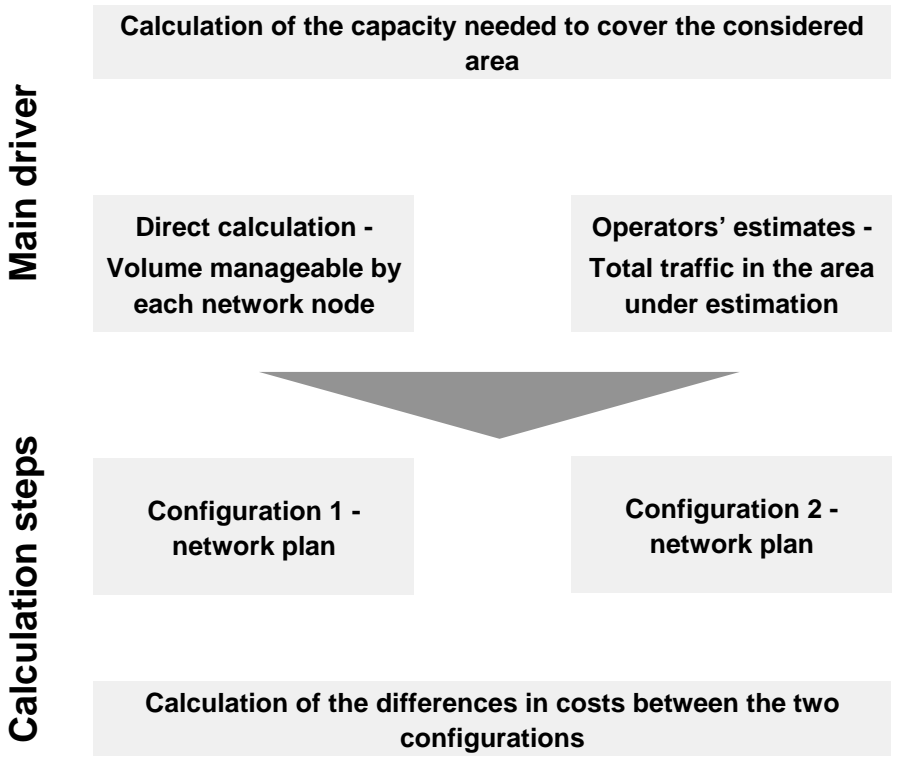 Main driver
Calculation of the capacity needed to cover the considered
area
Direct calculation -
Volume manageable by
each network node
Operators’ estimates -
Total traffic in the area
under estimation
Calculation steps
Configuration 1 -
network plan
Configuration 2 -
network plan
Calculation of the differences in costs between the two
configurations